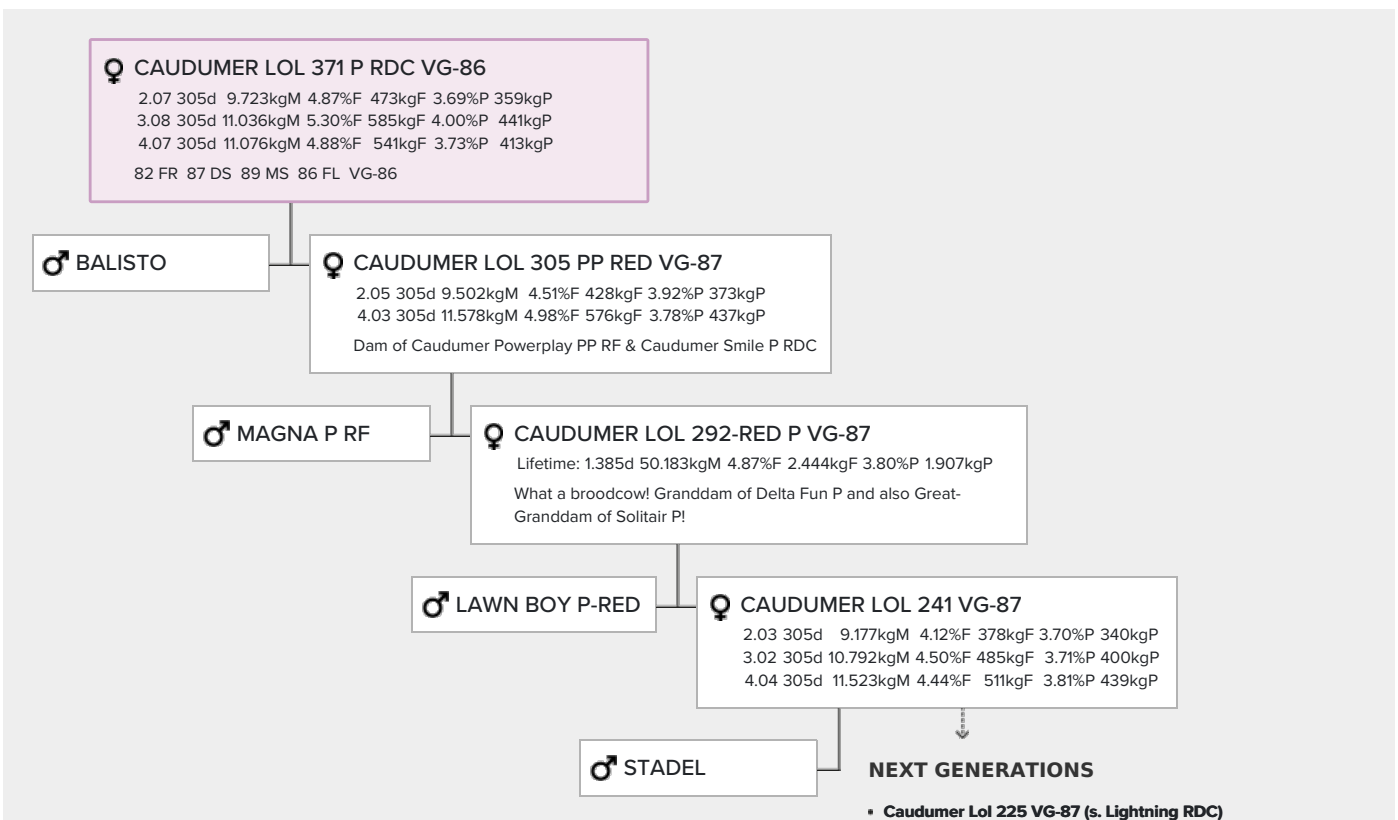 CAUDUMER LOL 371 P RDC VG-86
2.07 305d 9.723kgM 4.87%F 473kgF 3.69%P 359kgP
3.08 305d 11.036kgM 5.30%F 585kgF 4.00%P 441kgP
4.07 305d 11.076kgM 4.88%F 541kgF 3.73%P 413kgP
82 FR 87 DS 89 MS 86 FL VG-86
BALISTO
CAUDUMER LOL 305 PP RED VG-87
2.05 305d 9.502kgM 4.51%F 428kgF 3.92%P 373kgP
4.03 305d 11.578kgM 4.98%F 576kgF 3.78%P 437kgP
Dam of Caudumer Powerplay PP RF & Caudumer Smile P RDC
MAGNA P RF
CAUDUMER LOL 292-RED P VG-87
Lifetime: 1.385d 50.183kgM 4.87%F 2.444kgF 3.80%P 1.907kgP
What a broodcow! Granddam of Delta Fun P and also Great-
Granddam of Solitair P!
LAWN BOY P-RED
CAUDUMER LOL 241 VG-87
2.03 305d 9.177kgM 4.12%F 378kgF 3.70%P 340kgP
3.02 305d 10.792kgM 4.50%F 485kgF 3.71%P 400kgP
4.04 305d 11.523kgM 4.44%F 511kgF 3.81%P 439kgP
STADEL
NEXT GENERATIONS
• Caudumer Lol 225 VG-87 (s. Lightning RDC)